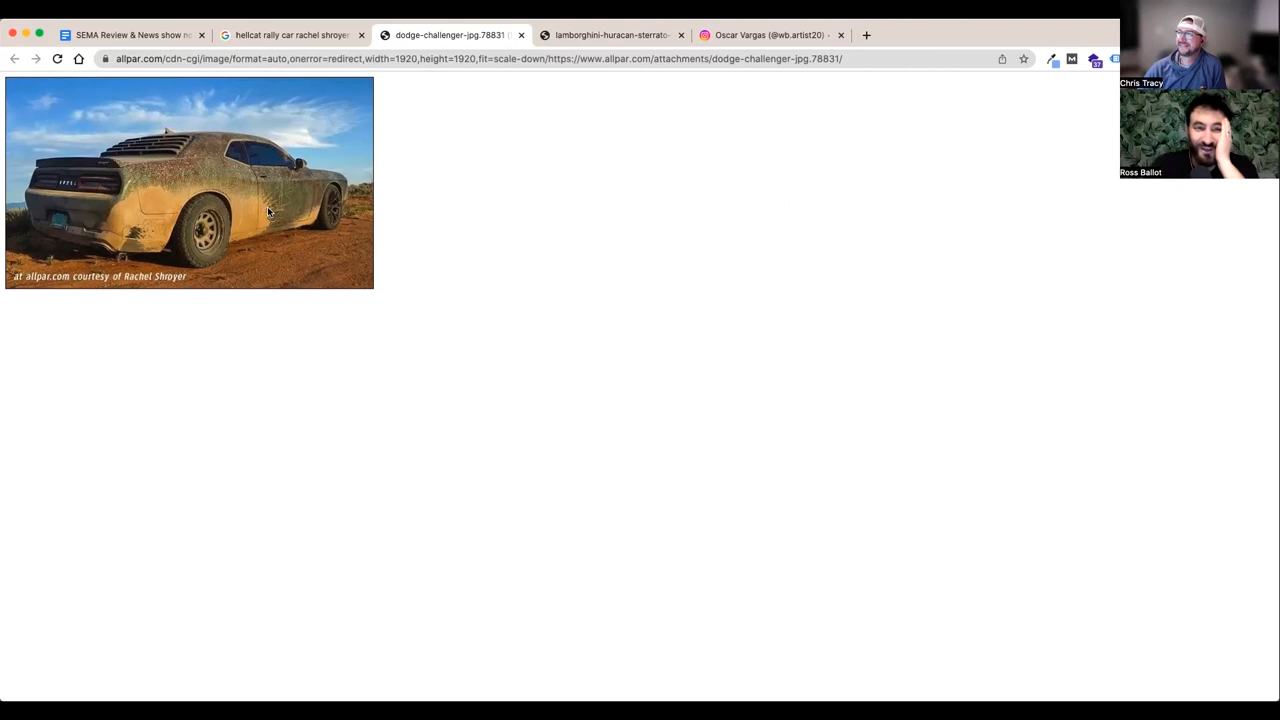 SEMA Review & News show n
hellcat rally car rachel shroyer
dodge-challenger-jpg.78831
lamborghini-huracan-sterrato-
Oscar Vargas (@wb.artist20) •
allpar.com/cdn-cgi/image/format=auto,onerror=redirect,width=1920,height=1920,fit=scale-down/https://www.allpar.com/attachments/dodge-challenger-jpg.78831/
M
37
Chris Tracy
Ross Ballot
at allpar.com courtesy of Rachel Shroyer